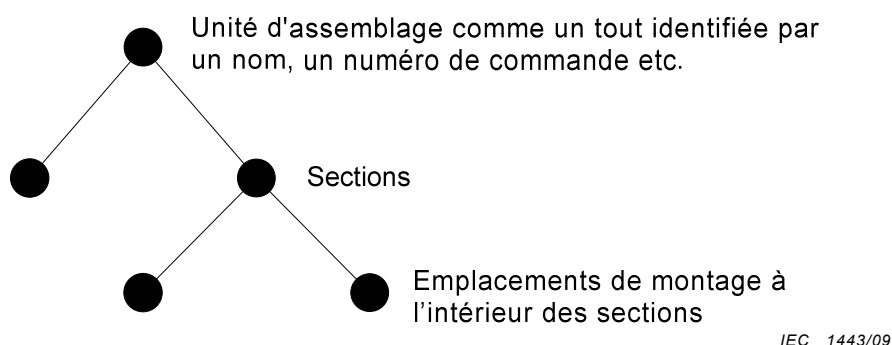 Unité d'assemblage comme un tout identifiée par
un nom, un numéro de commande etc.
Sections
Emplacements de montage à
l'intérieur des sections
IEC 1443/09